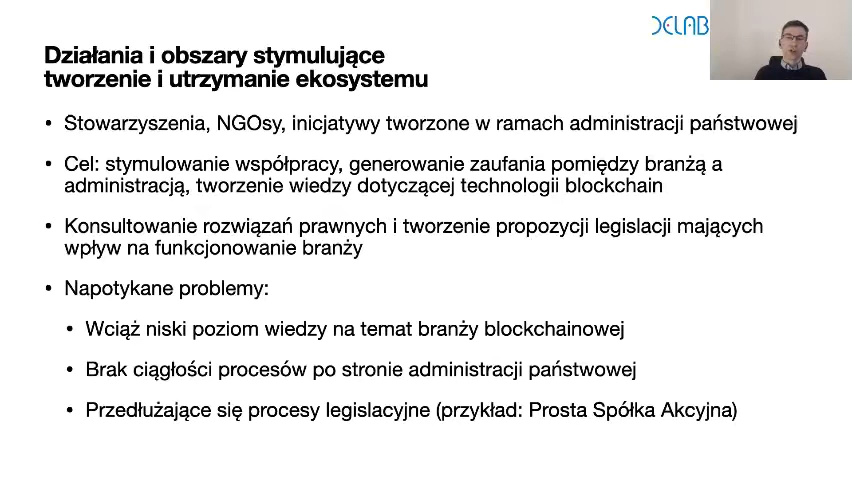 DELAB
Działania i obszary stymulujące
tworzenie i utrzymanie ekosystemu
• Stowarzyszenia, NGOsy, inicjatywy tworzone w ramach administracji państwowej
• Cel: stymulowanie współpracy, generowanie zaufania pomiędzy branżą a
administracją, tworzenie wiedzy dotyczącej technologii blockchain
• Konsultowanie rozwiązań prawnych i tworzenie propozycji legislacji mających
wpływ na funkcjonowanie branży
• Napotykane problemy:
• Wciąż niski poziom wiedzy na temat branży blockchainowej
• Brak ciągłości procesów po stronie administracji państwowej
• Przedłużające się procesy legislacyjne (przykład: Prosta Spółka Akcyjna)